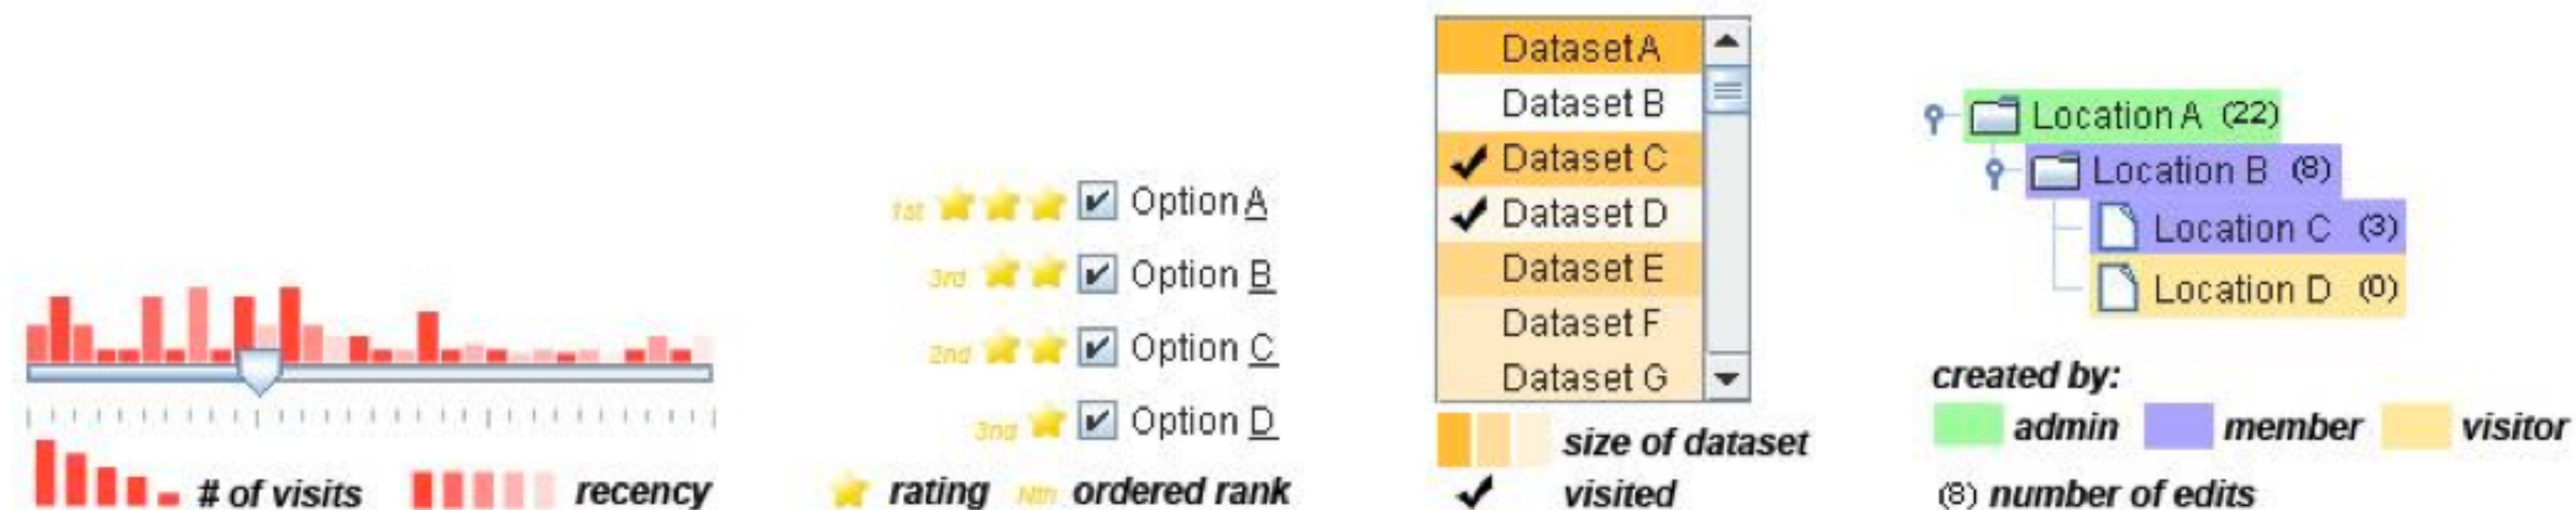 # of visits
recency
1st Option A
3rd Option B
2nd Option C
3nd Option D
rating Nth ordered rank
Dataset A
Dataset B
Dataset C
Dataset D
Dataset E
Dataset F
Dataset G
size of dataset
visited
Location A (22)
Location B (8)
Location C (3)
Location D (0)
created by:
admin member visitor
(8) number of edits